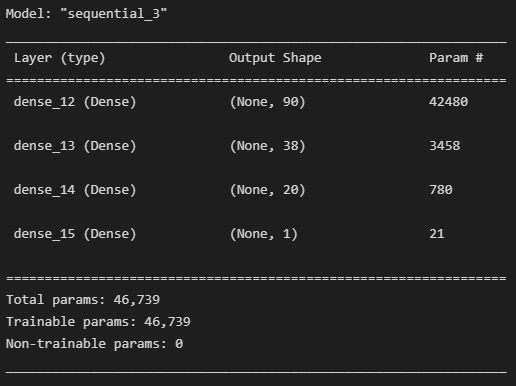 Model: "sequential_3"
Layer (type) Output Shape Param #
dense_12 (Dense) (None, 90) 42480
dense_13 (Dense) (None, 38) 3458
dense_14 (Dense) (None, 20) 780
dense_15 (Dense) (None, 1) 21
Total params: 46,739
Trainable params: 46,739
Non-trainable params: 0